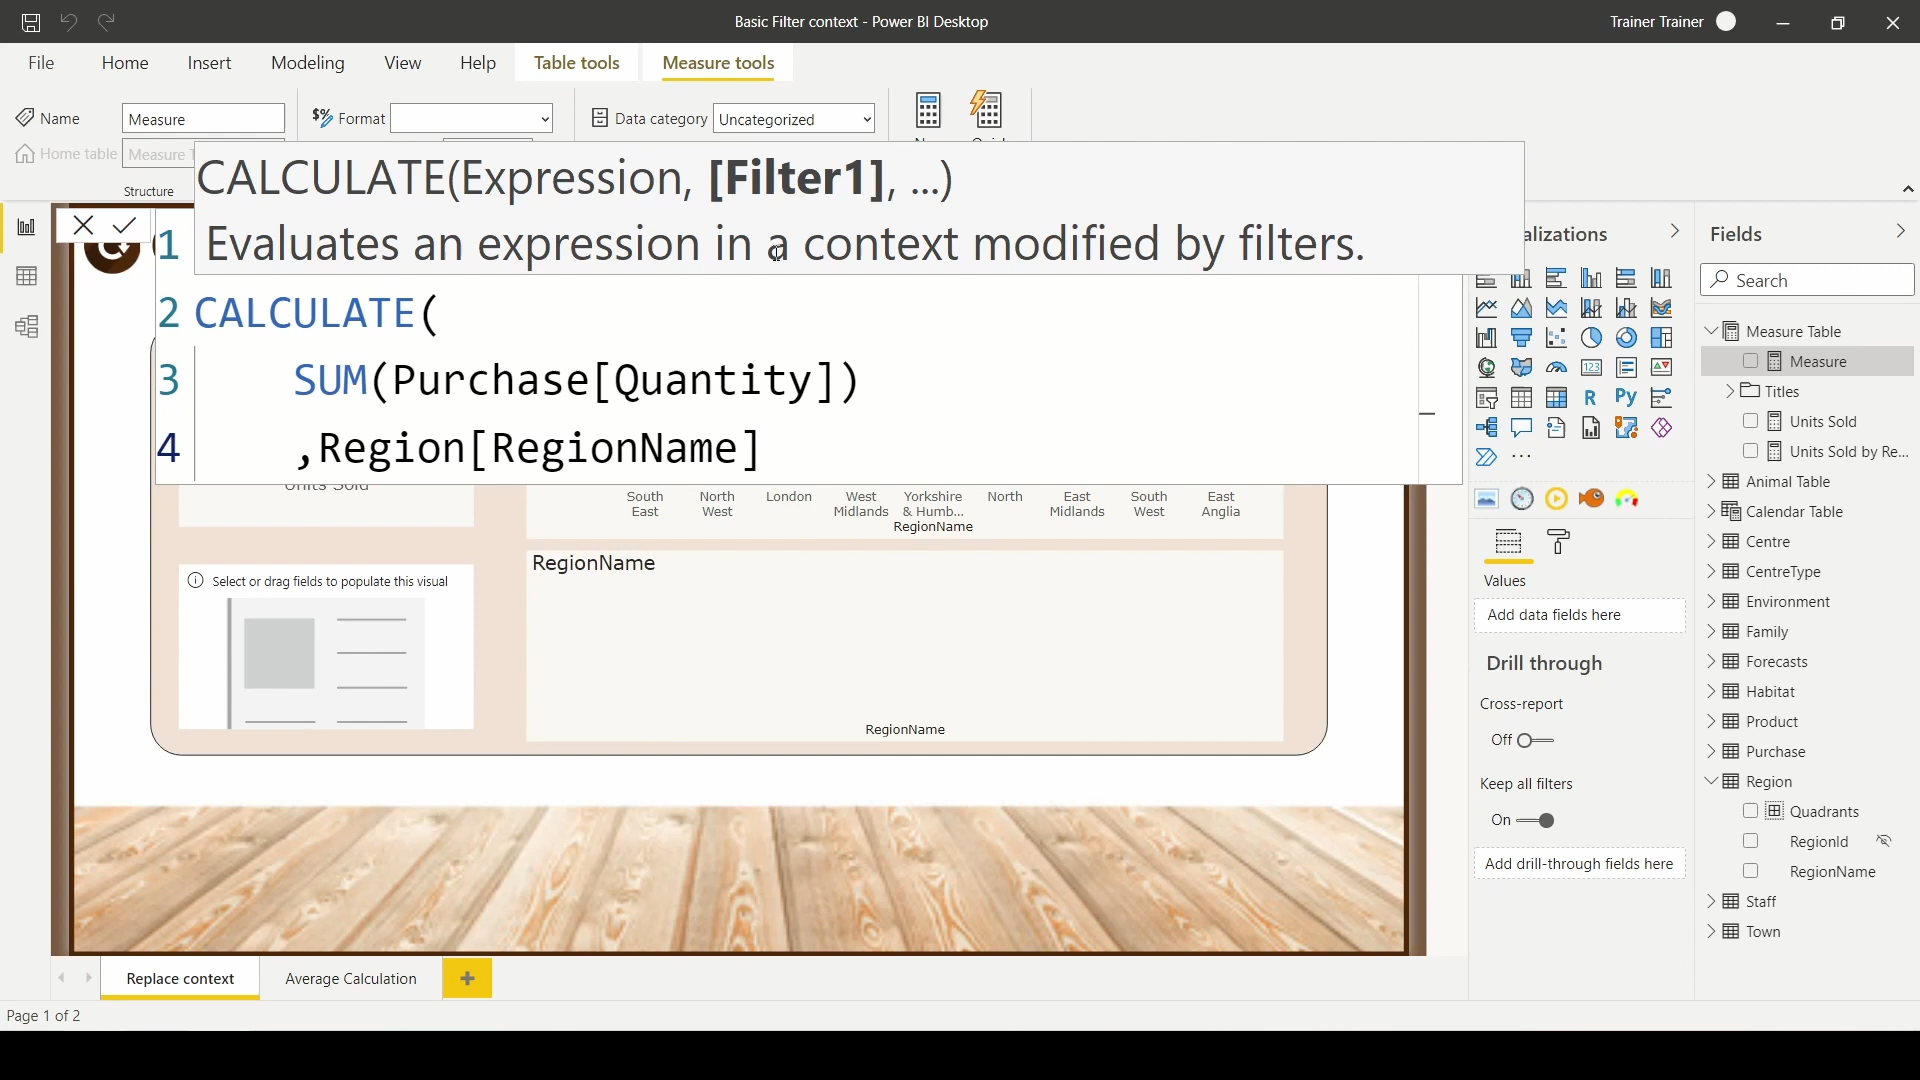 Basic Filter context - Power BI Desktop
Trainer Trainer
File Home Insert Modeling View Help Table tools Measure tools
Name Measure
$% Format
Data category Uncategorized
Home table Measure T
Structure
CALCULATE(Expression, [Filter1], ...)
Evaluates an expression in a context modified by filters.
1
2 CALCULATE(
3 SUM(Purchase[Quantity])
4 ,Region[RegionName]
Units Sold
South East
North West
London
West Midlands
Yorkshire & Humb...
North
East Midlands
South West
East Anglia
RegionName
Select or drag fields to populate this visual
RegionName
RegionName
alizations
123
R
Py
...
Values
Add data fields here
Drill through
Cross-report
Off
Keep all filters
On
Add drill-through fields here
Fields
Search
Measure Table
Measure
Titles
Units Sold
Units Sold by Re...
Animal Table
Calendar Table
Centre
CentreType
Environment
Family
Forecasts
Habitat
Product
Purchase
Region
Quadrants
RegionId
RegionName
Staff
Town
Replace context
Average Calculation
+
Page 1 of 2